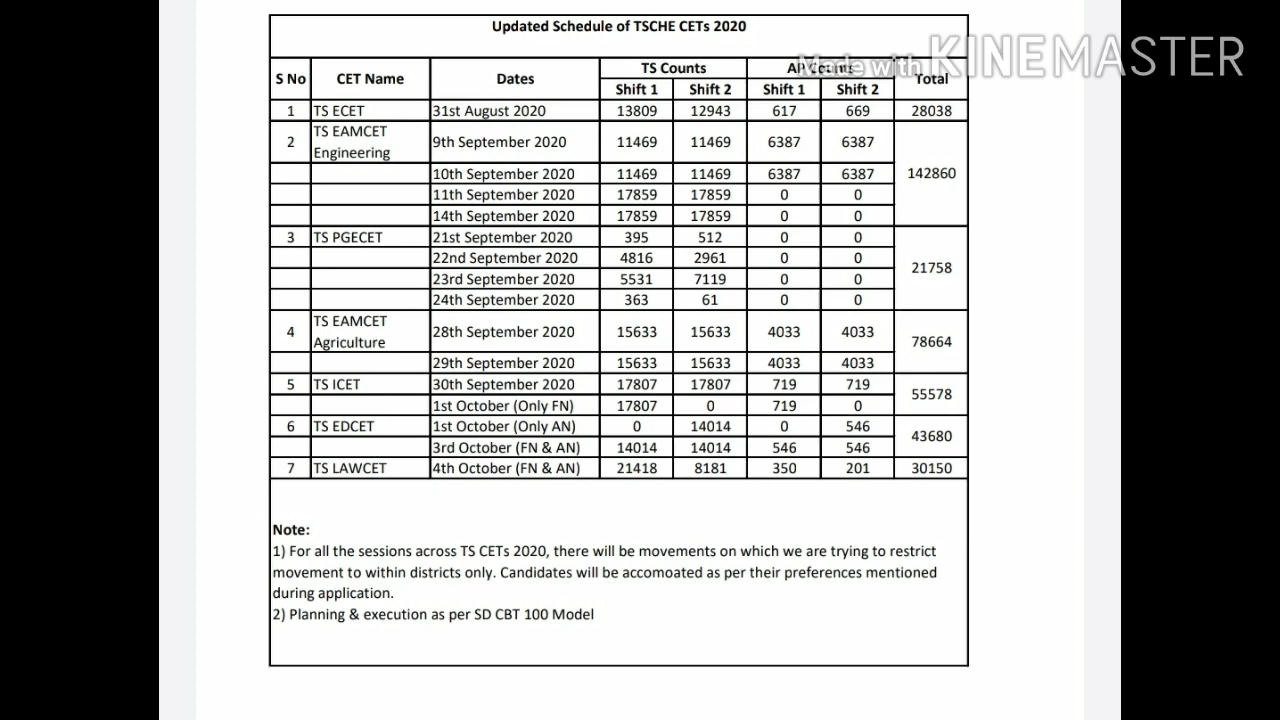 Updated Schedule of TSCHE CETs 2020
Made with KINEMASTER
S No CET Name Dates TS Counts AP Counts Total
Shift 1 Shift 2 Shift 1 Shift 2
1 TS ECET 31st August 2020 13809 12943 617 669 28038
2 TS EAMCET Engineering 9th September 2020 11469 11469 6387 6387 142860
10th September 2020 11469 11469 6387 6387
11th September 2020 17859 17859 0 0
14th September 2020 17859 17859 0 0
3 TS PGECET 21st September 2020 395 512 0 0 21758
22nd September 2020 4816 2961 0 0
23rd September 2020 5531 7119 0 0
24th September 2020 363 61 0 0
4 TS EAMCET Agriculture 28th September 2020 15633 15633 4033 4033 78664
29th September 2020 15633 15633 4033 4033
5 TS ICET 30th September 2020 17807 17807 719 719 55578
1st October (Only FN) 17807 0 719 0
6 TS EDCET 1st October (Only AN) 0 14014 0 546 43680
3rd October (FN & AN) 14014 14014 546 546
7 TS LAWCET 4th October (FN & AN) 21418 8181 350 201 30150
Note:
1) For all the sessions across TS CETs 2020, there will be movements on which we are trying to restrict
movement to within districts only. Candidates will be accomoated as per their preferences mentioned
during application.
2) Planning & execution as per SD CBT 100 Model